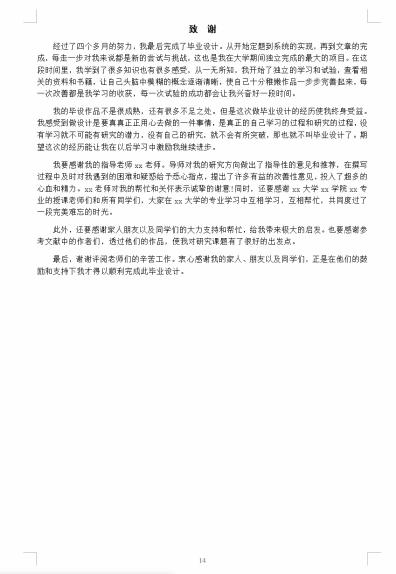 致 谢
经过了四个多月的努力,我最后完成了毕业设计。从开始定题到系统的实现,再到文章的完
成,每走一步对我来说都是新的尝试与挑战,这也是我在大学期间独立完成的最大的项目。在这
段时间里,我学到了很多知识也有很多感受,从一无所知,我开始了独立的学习和试验,查看相
关的资料和书籍,让自己头脑中模糊的概念逐渐清晰,使自己十分稚嫩作品一步步完善起来,每
一次改善都是我学习的收获,每一次试验的成功都会让我兴奋好一段时间。
我的毕设作品不是很成熟,还有很多不足之处。但是这次做毕业设计的经历使我终身受益。
我感受到做设计是要真真正正用心去做的一件事情,是真正的自己学习的过程和研究的过程,没
有学习就不可能有研究的潜力,没有自己的研究,就不会有所突破,那也就不叫毕业设计了。期
望这次的经历能让我在以后学习中激励我继续进步。
我要感谢我的指导老师 xx 老师。导师对我的研究方向做出了指导性的意见和推荐,在撰写
过程中及时对我遇到的困难和疑惑给予悉心指点,提出了许多有益的改善性意见,投入了超多的
心血和精力。xx 老师对我的帮忙和关怀表示诚挚的谢意!同时,还要感谢 xx 大学 xx 学院 xx 专
业的授课老师们和所有同学们,大家在 xx 大学的专业学习中互相学习,互相帮忙,共同度过了
一段完美难忘的时光。
此外,还要感谢家人朋友以及同学们的大力支持和帮忙,给我带来极大的启发。也要感谢参
考文献中的作者们,透过他们的作品,使我对研究课题有了很好的出发点。
最后,谢谢评阅老师们的辛苦工作。衷心感谢我的家人、朋友以及同学们,正是在他们的鼓
励和支持下我才得以顺利完成此毕业设计。
14